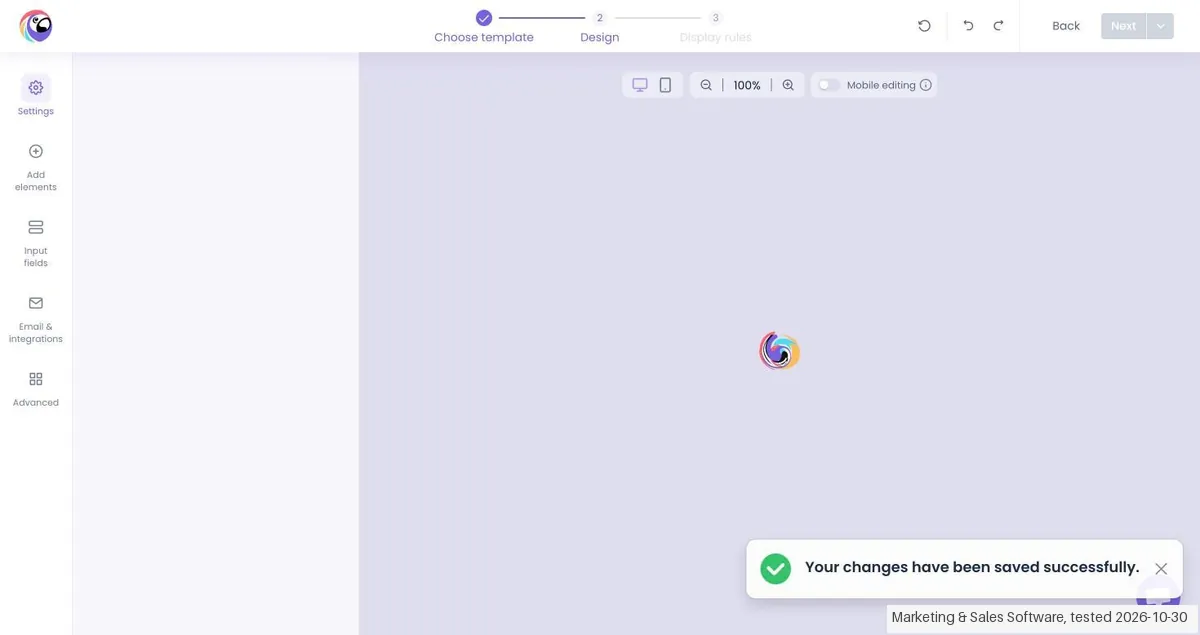 2
3
Choose template
Design
Display rules
Back
Next
Settings
Add
elements
Input
fields
Email &
integrations
Advanced
100%
Mobile editing
Your changes have been saved successfully.
Marketing & Sales Software, tested 2026-10-30